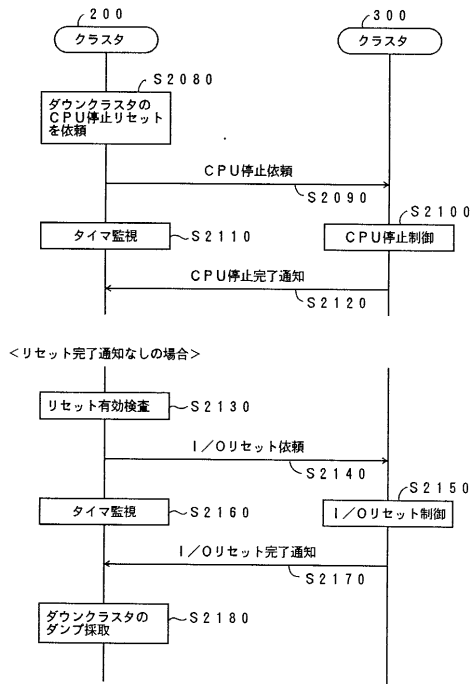 200
300
クラスタ
クラスタ
S2080
ダウンクラスタの
CPU停止リセット
を依頼
CPU停止依頼
S2090
S2100
タイマ監視
S2110
CPU停止制御
CPU停止完了通知
S2120
<リセット完了通知なしの場合>
リセット有効検査
S2130
I/Oリセット依頼
S2140
S2150
タイマ監視
S2160
I/Oリセット制御
I/Oリセット完了通知
S2170
ダウンクラスタの
ダンプ採取
S2180